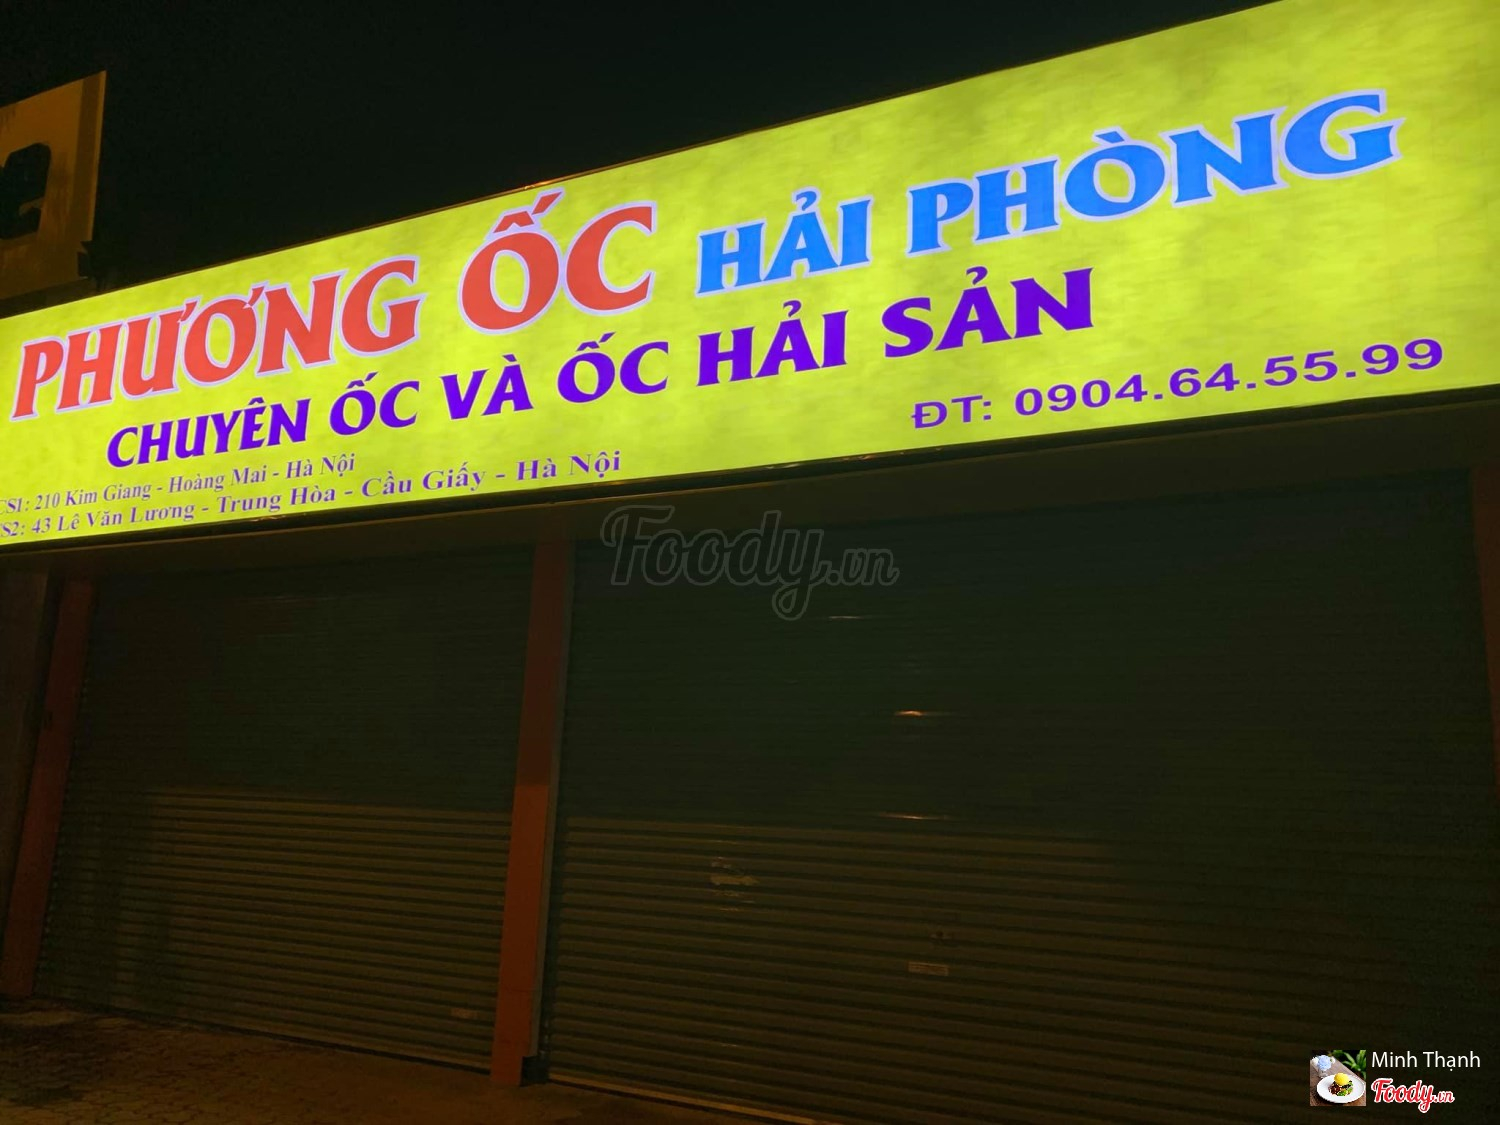 PHƯƠNG ỐC HẢI PHÒNG
CHUYÊN ỐC VÀ ỐC HẢI SẢN
ĐT: 0904.64.55.99
CS1: 210 Kim Giang - Hoàng Mai - Hà Nội
CS2: 43 Lê Văn Lương - Trung Hòa - Cầu Giấy - Hà Nội
Foody.vn
Minh Thạnh
Foody.vn